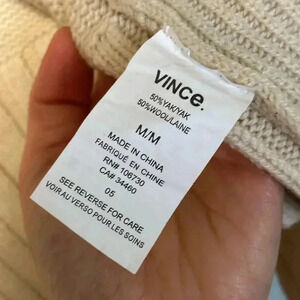 VINCe.
50%YAK/YAK
50%WOOL/LAINE
M/M
MADE IN CHINA
FABRIQUÉ EN CHINE
RN# 106730
CA# 34460
05
SEE REVERSE FOR CARE
VOIR AU VERSO POUR LES SOINS